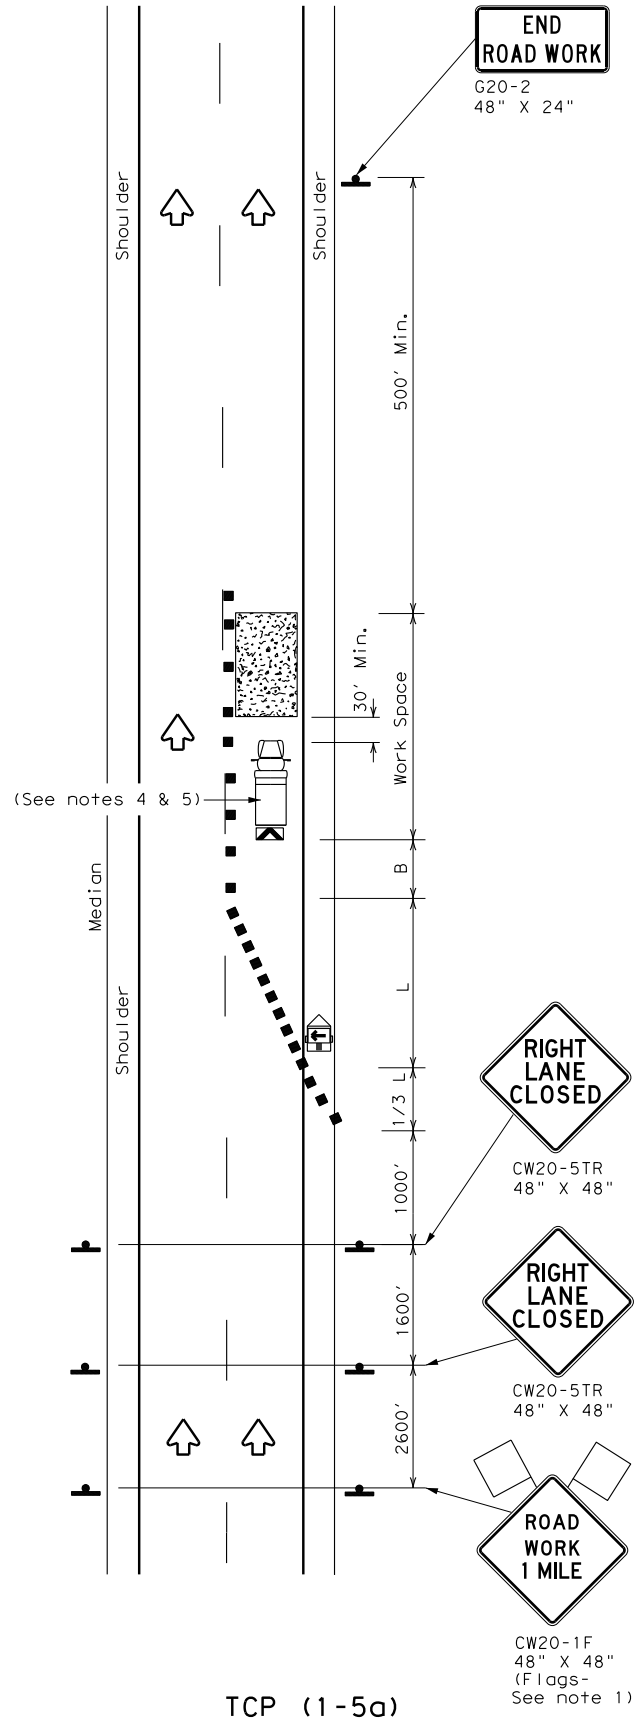 END
ROAD WORK
G20-2
48" X 24"
Shoulder
Shoulder
500' Min.
30' Min.
Work Space
(See notes 4 & 5)
B
Median
L
Shoulder
RIGHT
LANE
CLOSED
1/3 L
CW20-5TR
48" X 48"
1000'
RIGHT
LANE
CLOSED
1600'
CW20-5TR
48" X 48"
2600'
ROAD
WORK
1 MILE
CW20-1F
48" X 48"
(Flags-
See note 1)
TCP (1-5a)